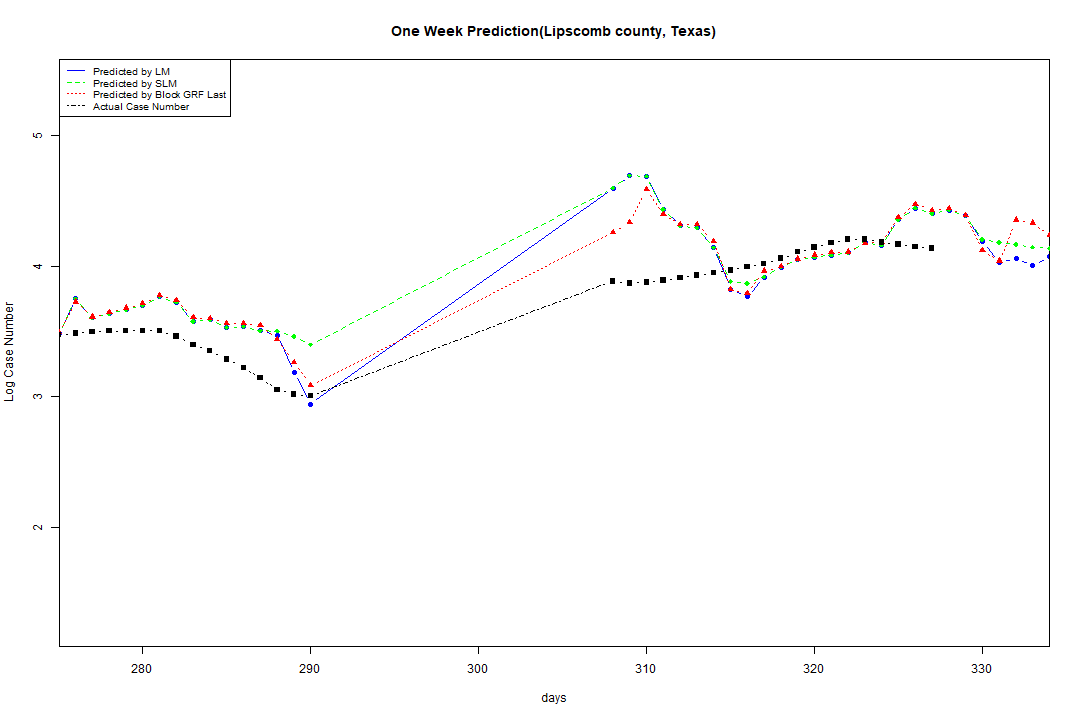 One Week Prediction(Lipscomb county, Texas)
Predicted by LM
Predicted by SLM
Predicted by Block GRF Last
Actual Case Number
5
4
3
2
Log Case Number
280 290 300 310 320 330
days